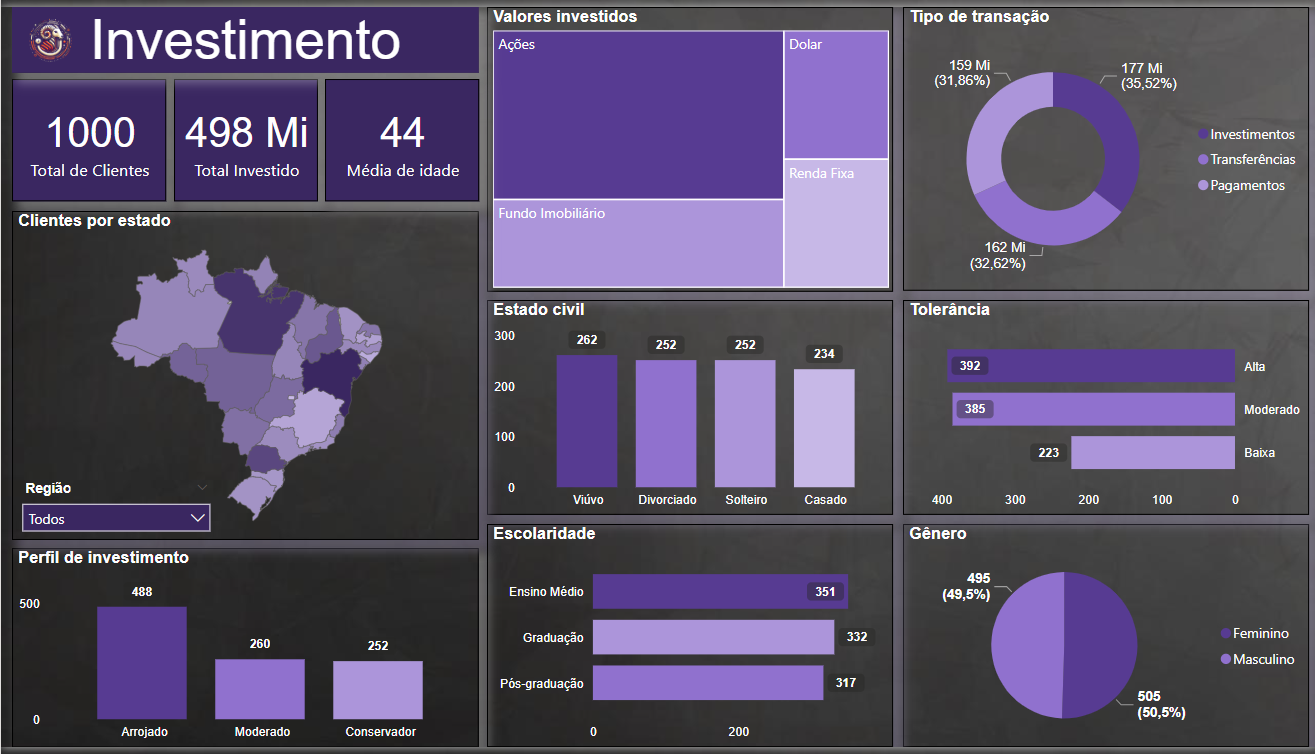 Investimento
1000
Total de Clientes
498 Mi
Total Investido
44
Média de idade
Clientes por estado
Região
Todos
Perfil de investimento
500
0
488
260
252
Arrojado
Moderado
Conservador
Valores investidos
Ações
Dolar
Fundo Imobiliário
Renda Fixa
Estado civil
300
200
100
0
262
252
252
234
Viúvo
Divorciado
Solteiro
Casado
Escolaridade
Ensino Médio
351
Graduação
332
Pós-graduação
317
0
200
Tipo de transação
159 Mi
(31,86%)
177 Mi
(35,52%)
162 Mi
(32,62%)
Investimentos
Transferências
Pagamentos
Tolerância
392
Alta
385
Moderado
223
Baixa
400
300
200
100
0
Gênero
495
(49,5%)
505
(50,5%)
Feminino
Masculino